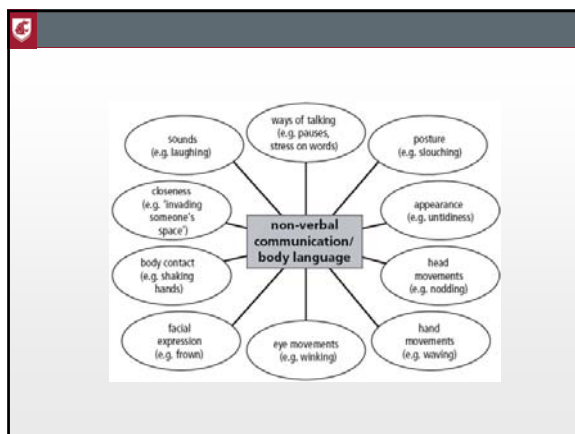 ways of talking
(e.g. pauses,
stress on words)
sounds
(e.g. laughing)
posture
(e.g. slouching)
closeness
(e.g. 'invading
someone's
space')
appearance
(e.g. untidiness)
non-verbal
communication/
body language
body contact
(e.g. shaking
hands)
head
movements
(e.g. nodding)
facial
expression
(e.g. frown)
eye movements
(e.g. winking)
hand
movements
(e.g. waving)